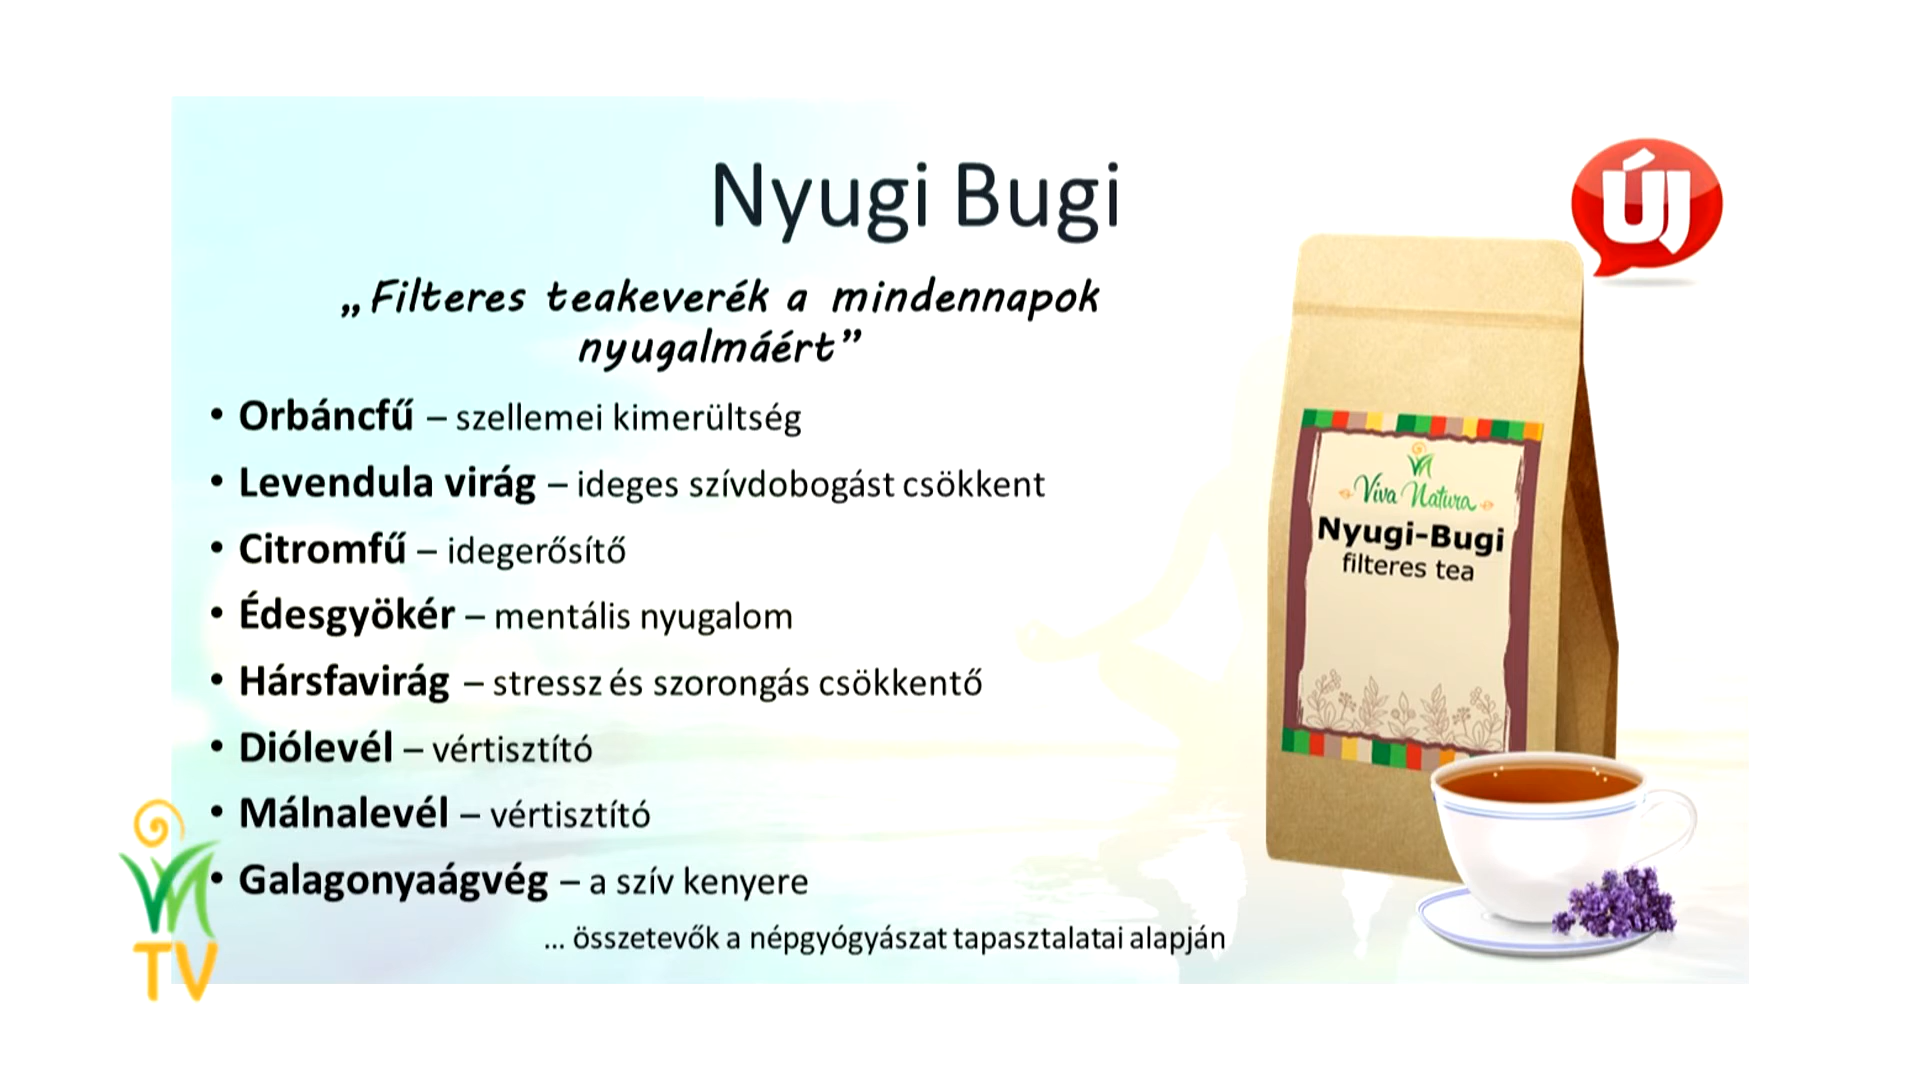 Nyugi Bugi
ÚJ
„Filteres teakeverék a mindennapok
nyugalmáért”
• Orbáncfű – szellemei kimerültség
• Levendula virág – ideges szívdobogást csökkent
• Citromfű – idegerősítő
• Édesgyökér – mentális nyugalom
• Hársfavirág – stressz és szorongás csökkentő
• Diólevél – vértisztító
• Málnalevél – vértisztító
• Galagonyaágvég – a szív kenyere
... összetevők a népgyógyászat tapasztalatai alapján
Viva Natura
Nyugi-Bugi
filteres tea
TV